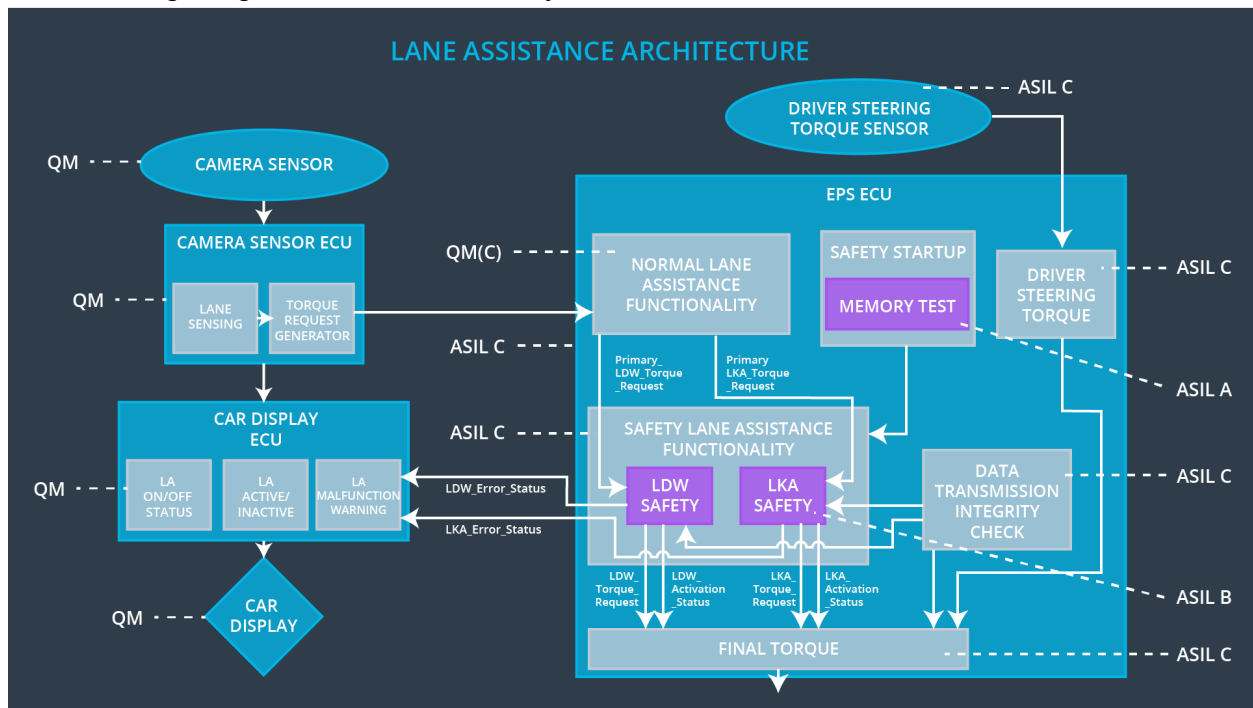 LANE ASSISTANCE ARCHITECTURE
ASIL C
DRIVER STEERING
TORQUE SENSOR
QM
CAMERA SENSOR
EPS ECU
CAMERA SENSOR ECU
QM
LANE
SENSING
TORQUE
REQUEST
GENERATOR
QM(C)
NORMAL LANE
ASSISTANCE
FUNCTIONALITY
SAFETY STARTUP
MEMORY TEST
DRIVER
STEERING
TORQUE
ASIL C
ASIL C
Primary_
LDW_Torque
_Request
Primary
LKA_Torque
_Request
ASIL A
CAR DISPLAY
ECU
QM
LA
ON/OFF
STATUS
LA
ACTIVE/
INACTIVE
LA
MALFUNCTION
WARNING
ASIL C
SAFETY LANE ASSISTANCE
FUNCTIONALITY
LDW
SAFETY
LKA
SAFETY
DATA
TRANSMISSION
INTEGRITY
CHECK
ASIL C
LDW_Error_Status
LKA_Error_Status
LDW_
Torque_
Request
LDW_
Activation
_Status
LKA_
Torque_
Request
LKA_
Activation
_Status
ASIL B
QM
CAR
DISPLAY
FINAL TORQUE
ASIL C